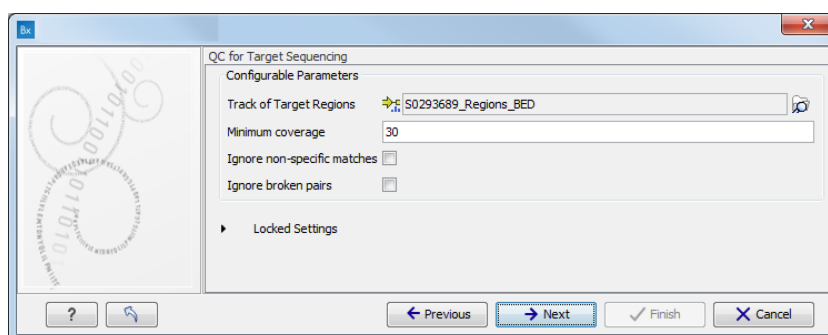 Bx
QC for Target Sequencing
Configurable Parameters
Track of Target Regions S0293689_Regions_BED
Minimum coverage 30
Ignore non-specific matches
Ignore broken pairs
Locked Settings
? Previous Next Finish Cancel